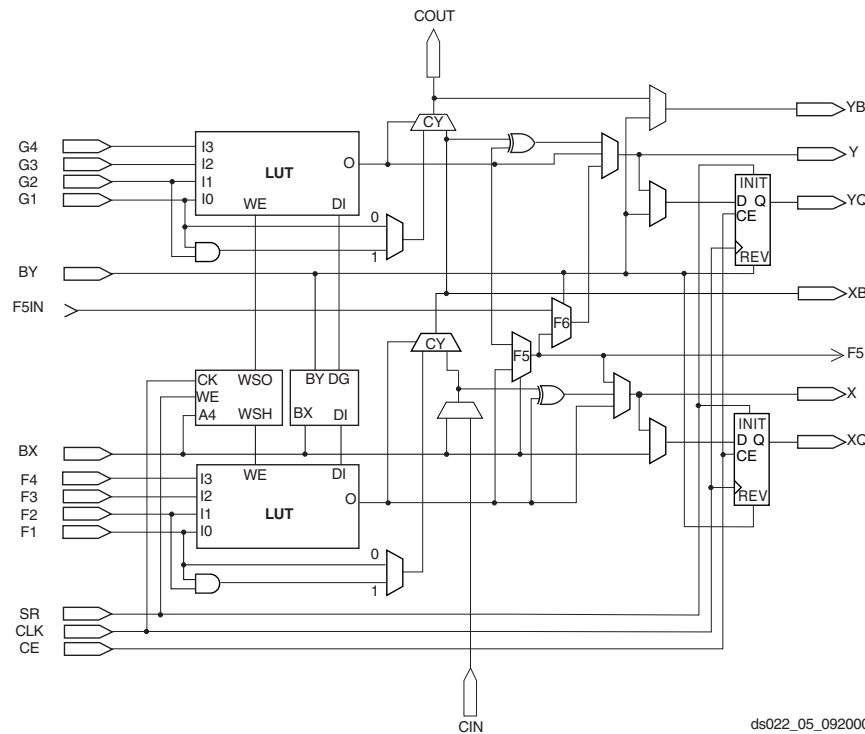 COUT
YB
CY
G4
I3
G3
I2
LUT
O
Y
G2
I1
G1
I0
INIT
WE
DI
D Q
YQ
CE
0
1
REV
BY
XB
F5IN
F6
CY
F5
F5
CK
WSO
BY DG
WE
X
A4
WSH
BX
DI
INIT
BX
D Q
XQ
CE
F4
I3
WE
DI
F3
I2
O
REV
F2
I1
LUT
F1
I0
0
1
SR
CLK
CE
CIN
ds022_05_092000